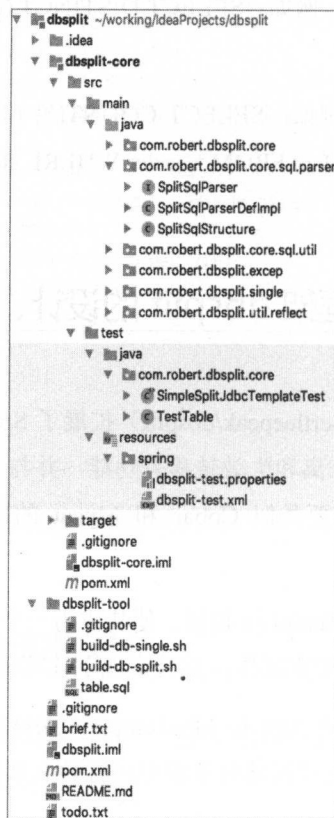 dbsplit ~/working/IdeaProjects/dbsplit
.idea
dbsplit-core
src
main
java
com.robert.dbsplit.core
com.robert.dbsplit.core.sql.parser
SplitSqlParser
SplitSqlParserDefImpl
SplitSqlStructure
com.robert.dbsplit.core.sql.util
com.robert.dbsplit.excep
com.robert.dbsplit.single
com.robert.dbsplit.util.reflect
test
java
com.robert.dbsplit.core
SimpleSplitJdbcTemplateTest
TestTable
resources
spring
dbsplit-test.properties
dbsplit-test.xml
target
.gitignore
dbsplit-core.iml
pom.xml
dbsplit-tool
.gitignore
build-db-single.sh
build-db-split.sh
table.sql
.gitignore
brief.txt
dbsplit.iml
pom.xml
README.md
todo.txt